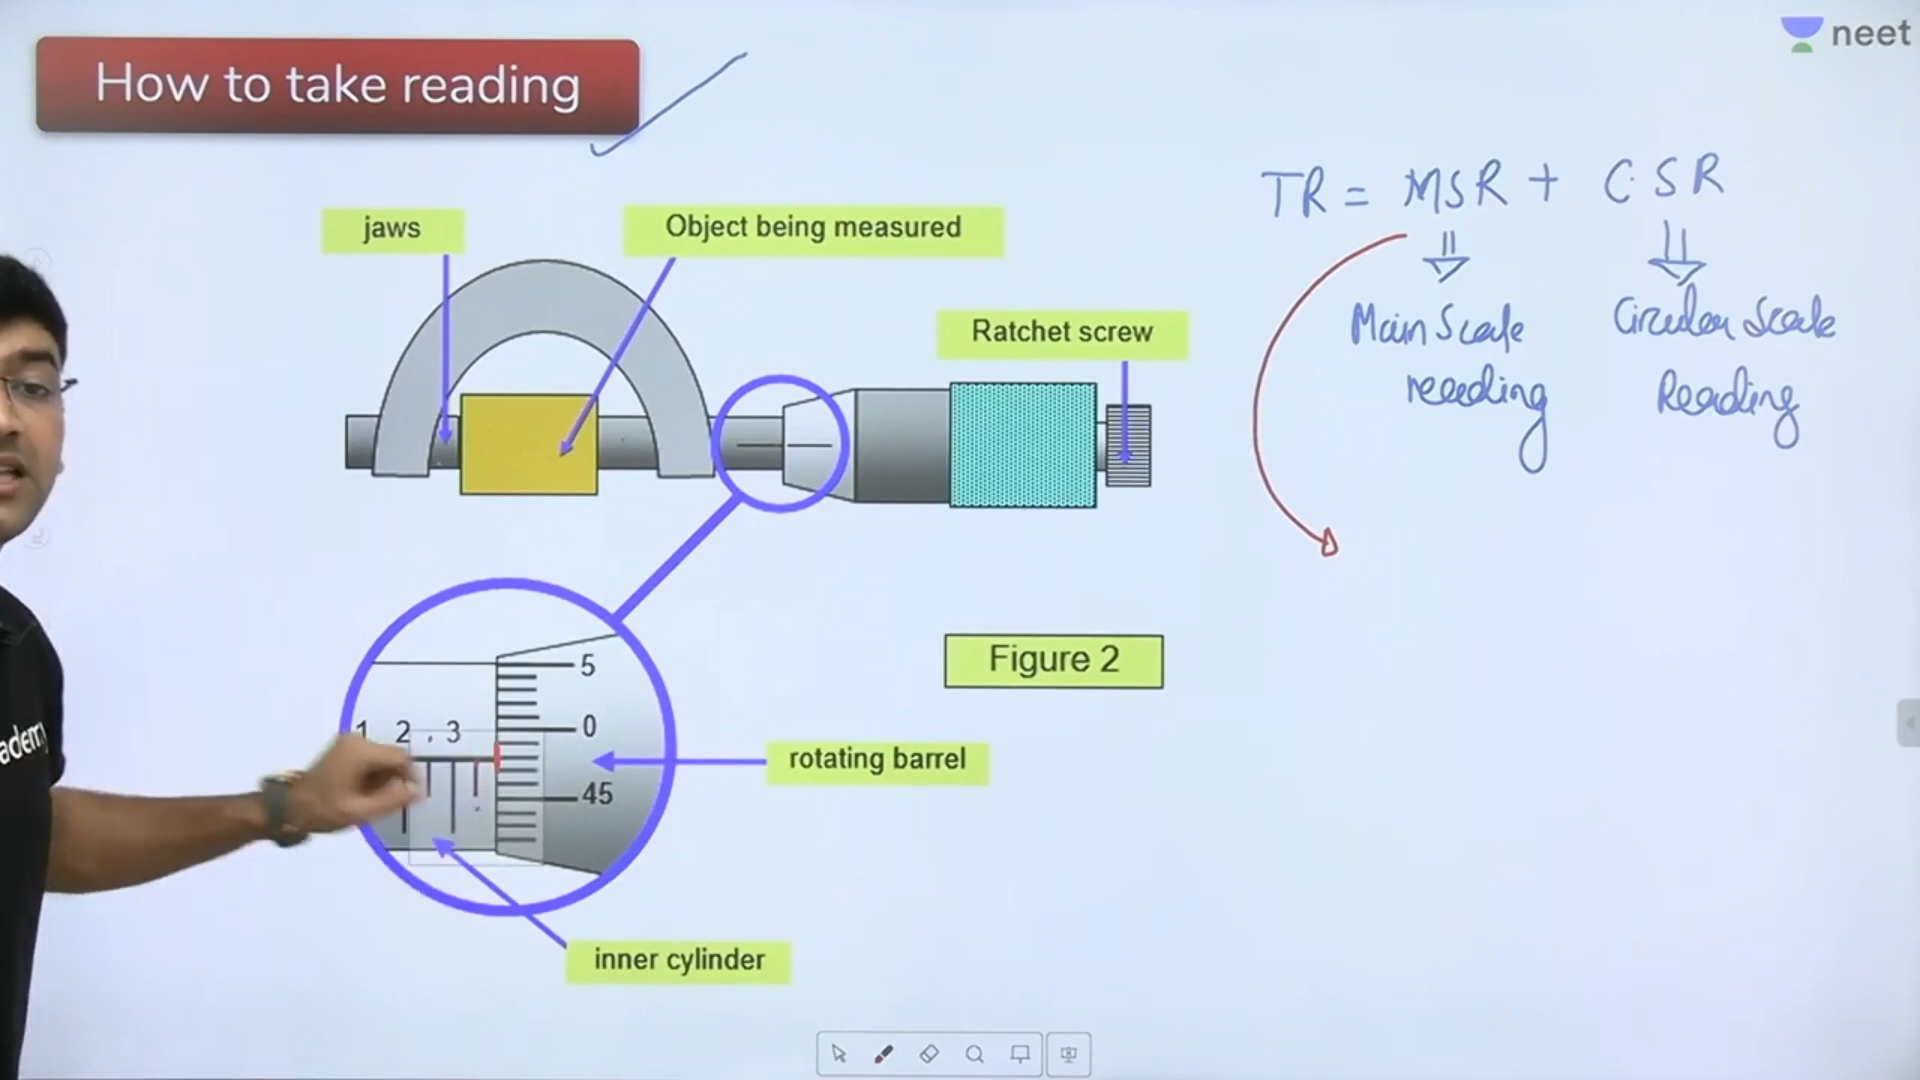 neet
How to take reading
TR = MSR + CSR
jaws
Object being measured
Ratchet screw
Main Scale
reading
Circular Scale
Reading
5
0
45
1 2 . 3
Figure 2
rotating barrel
inner cylinder
ademy